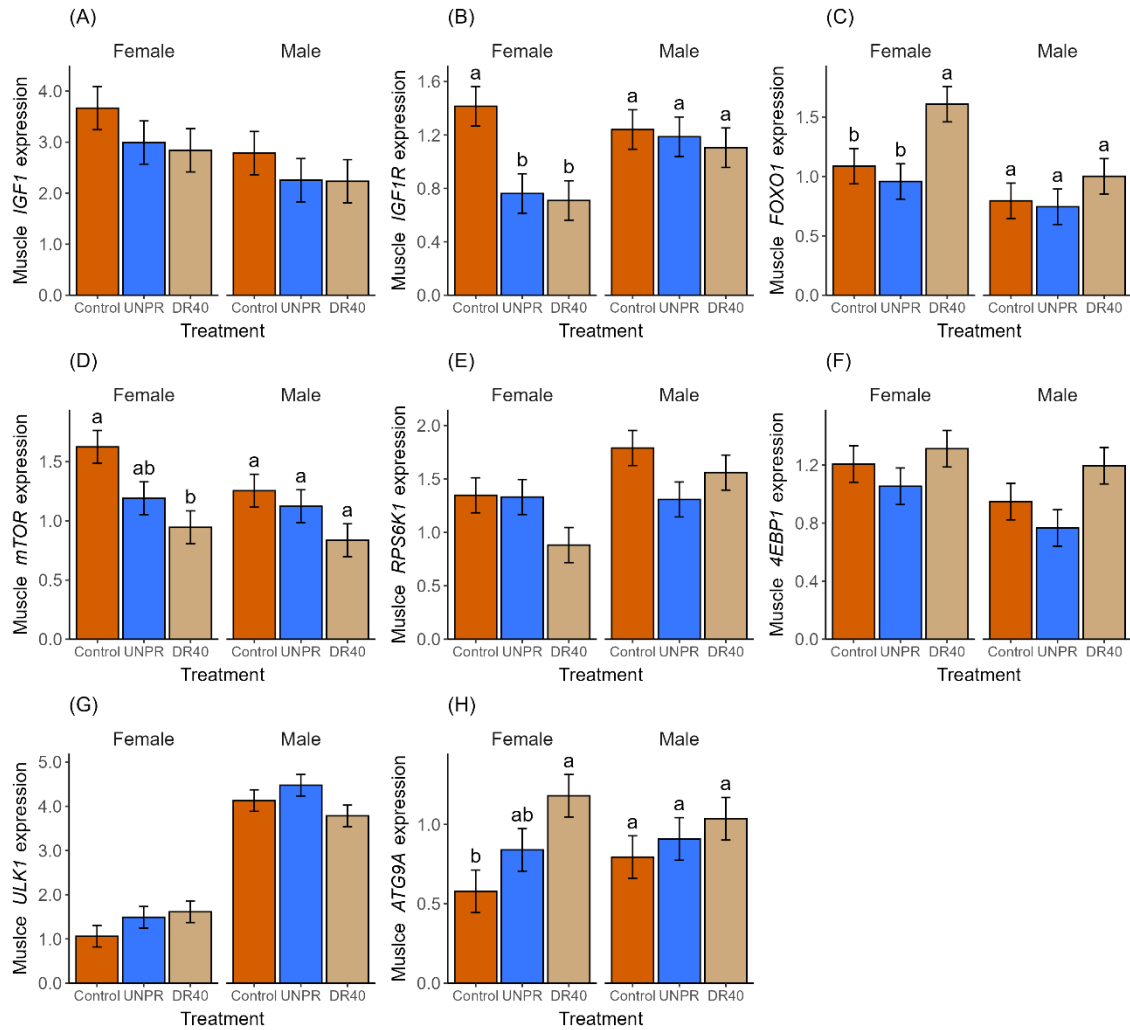 (A)
Female Male
Muscle IGF1 expression
4.0
3.0
2.0
1.0
0.0
Control UNPR DR40 Control UNPR DR40
Treatment
(B)
Female Male
Muscle IGF1R expression
1.6
1.2
0.8
0.4
0.0
a b b a a a
Control UNPR DR40 Control UNPR DR40
Treatment
(C)
Female Male
Muscle FOXO1 expression
1.5
1.0
0.5
0.0
b b a a a a
Control UNPR DR40 Control UNPR DR40
Treatment
(D)
Female Male
Muscle mTOR expression
1.5
1.0
0.5
0.0
a ab b a a a
Control UNPR DR40 Control UNPR DR40
Treatment
(E)
Female Male
Muslce RPS6K1 expression
2.0
1.5
1.0
0.5
0.0
Control UNPR DR40 Control UNPR DR40
Treatment
(F)
Female Male
Muscle 4EBP1 expression
1.2
0.8
0.4
0.0
Control UNPR DR40 Control UNPR DR40
Treatment
(G)
Female Male
Muslce ULK1 expression
5.0
4.0
3.0
2.0
1.0
0.0
Control UNPR DR40 Control UNPR DR40
Treatment
(H)
Female Male
Muslce ATG9A expression
1.0
0.5
0.0
b ab a a a a
Control UNPR DR40 Control UNPR DR40
Treatment